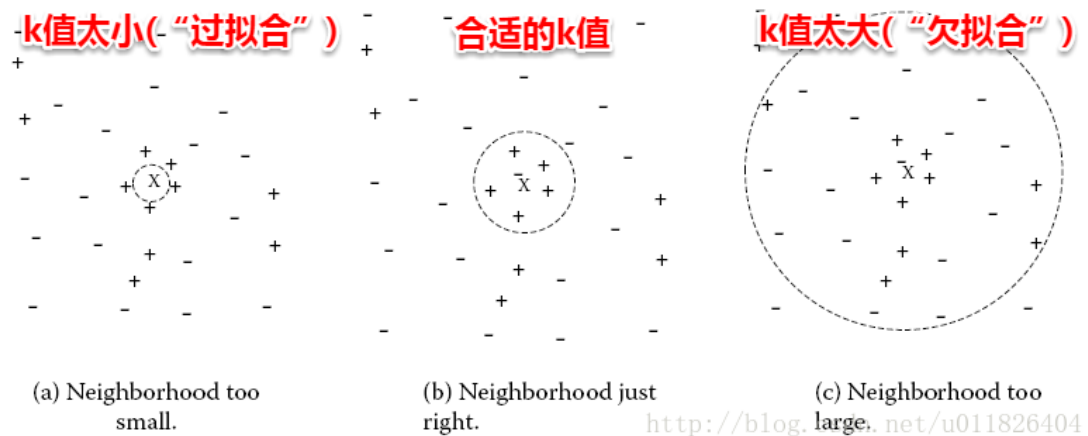 k值太小(“过拟合”)
合适的k值
k值太大(“欠拟合”)
X
X
X
(a) Neighborhood too
small.
(b) Neighborhood just
right.
(c) Neighborhood too
large.
http://blog.csdn.net/u011826404